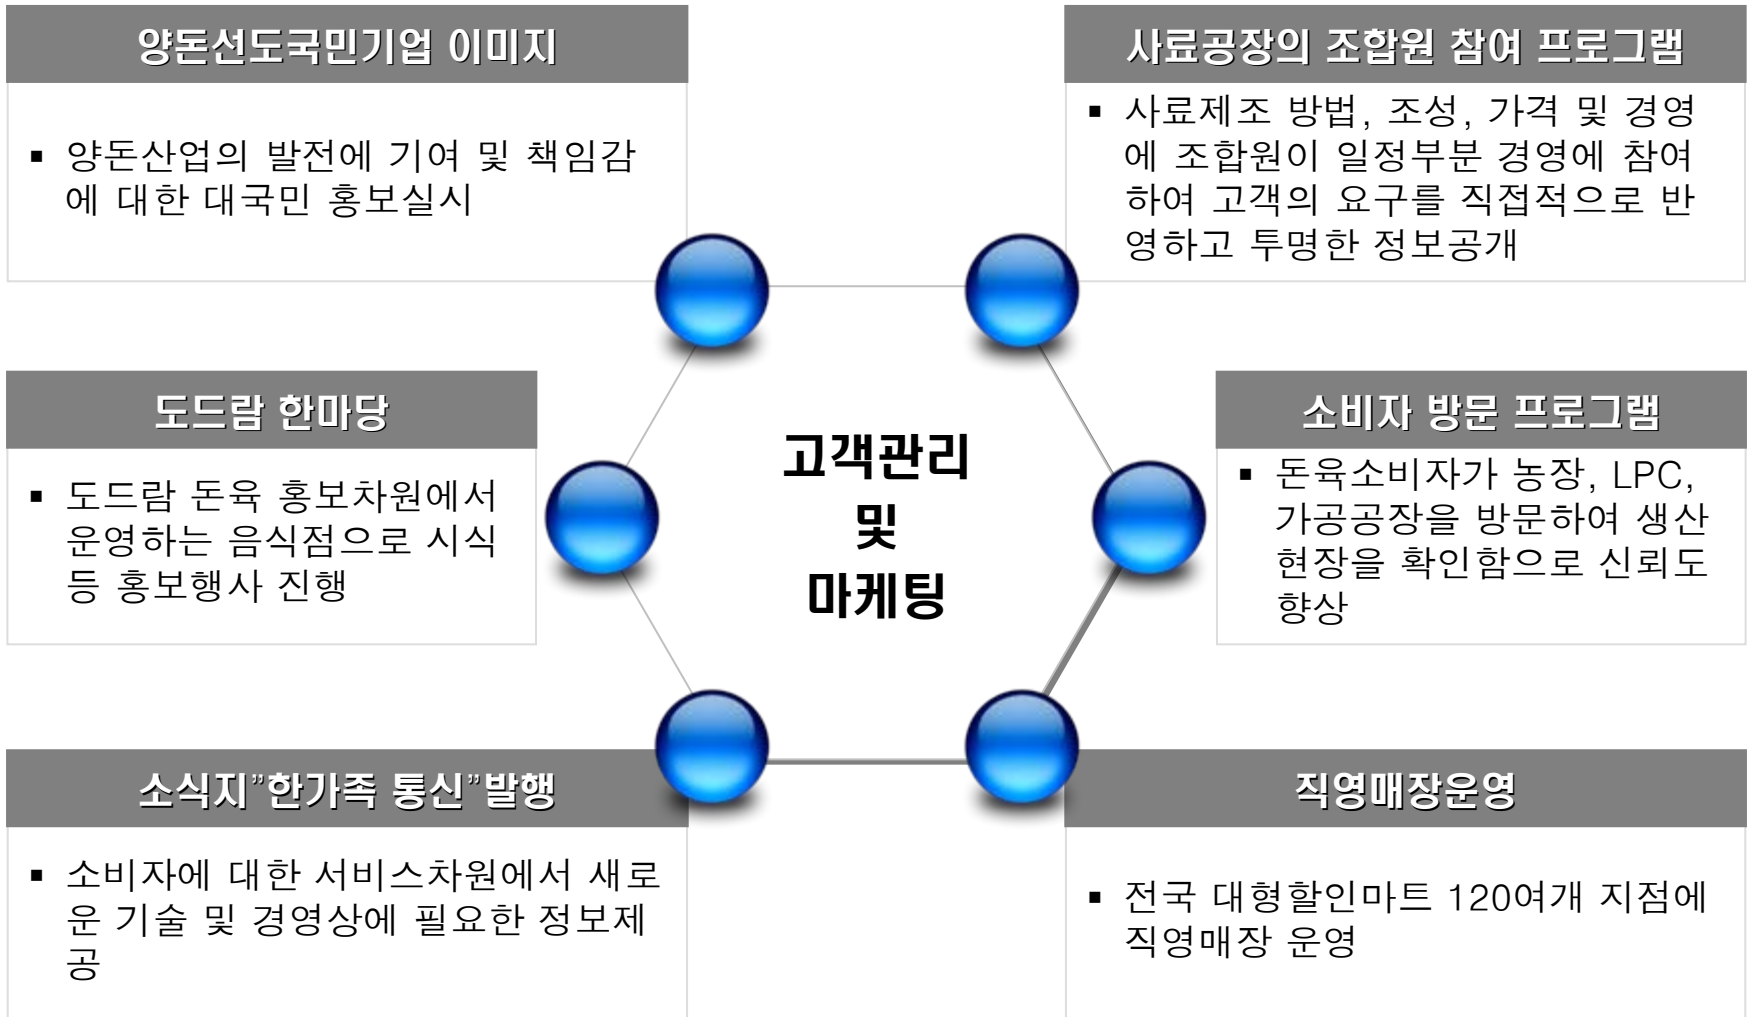 양돈선도국민기업 이미지
▪ 양돈산업의 발전에 기여 및 책임감
에 대한 대국민 홍보실시
사료공장의 조합원 참여 프로그램
▪ 사료제조 방법, 조성, 가격 및 경영
에 조합원이 일정부분 경영에 참여
하여 고객의 요구를 직접적으로 반
영하고 투명한 정보공개
도드람 한마당
▪ 도드람 돈육 홍보차원에서
운영하는 음식점으로 시식
등 홍보행사 진행
고객관리
및
마케팅
소비자 방문 프로그램
▪ 돈육소비자가 농장, LPC,
가공공장을 방문하여 생산
현장을 확인함으로 신뢰도
향상
소식지”한가족 통신”발행
▪ 소비자에 대한 서비스차원에서 새로
운 기술 및 경영상에 필요한 정보제
공
직영매장운영
▪ 전국 대형할인마트 120여개 지점에
직영매장 운영